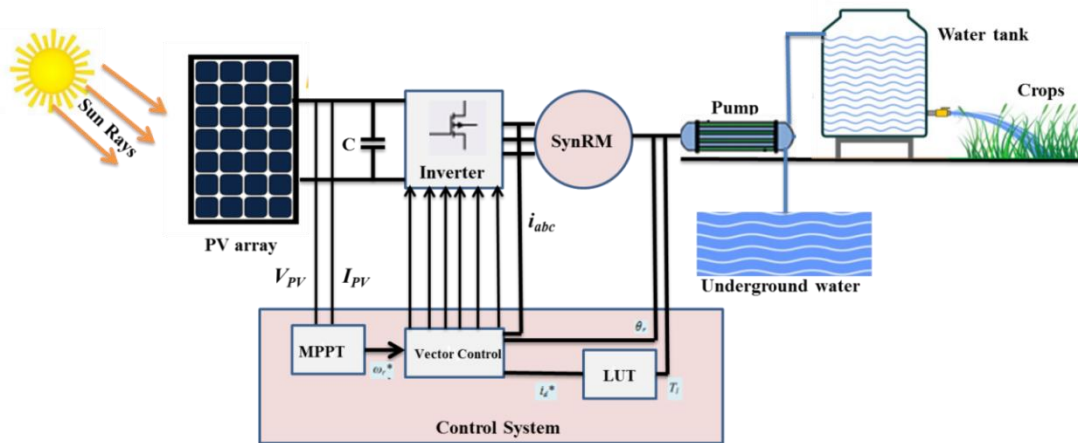 Sun Rays
PV array
C
Inverter
SynRM
Pump
Water tank
Crops
Underground water
V_PV
I_PV
i_abc
MPPT
ω_r*
Vector Control
i_d*
LUT
T_l
θ_r
Control System